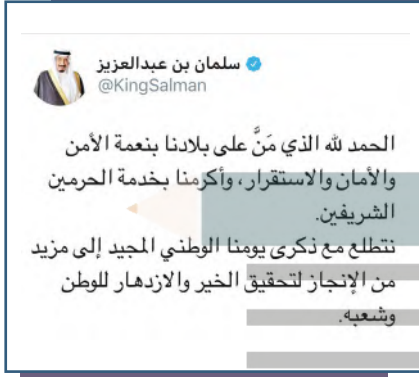 سلمان بن عبدالعزيز
@KingSalman
الحمد لله الذي مَنَّ على بلادنا بنعمة الأمن
والأمان والاستقرار، وأكرمنا بخدمة الحرمين
الشريفين.
نتطلع مع ذكرى يومنا الوطني المجيد إلى مزيد
من الإنجاز لتحقيق الخير والازدهار للوطن
وشعبه.